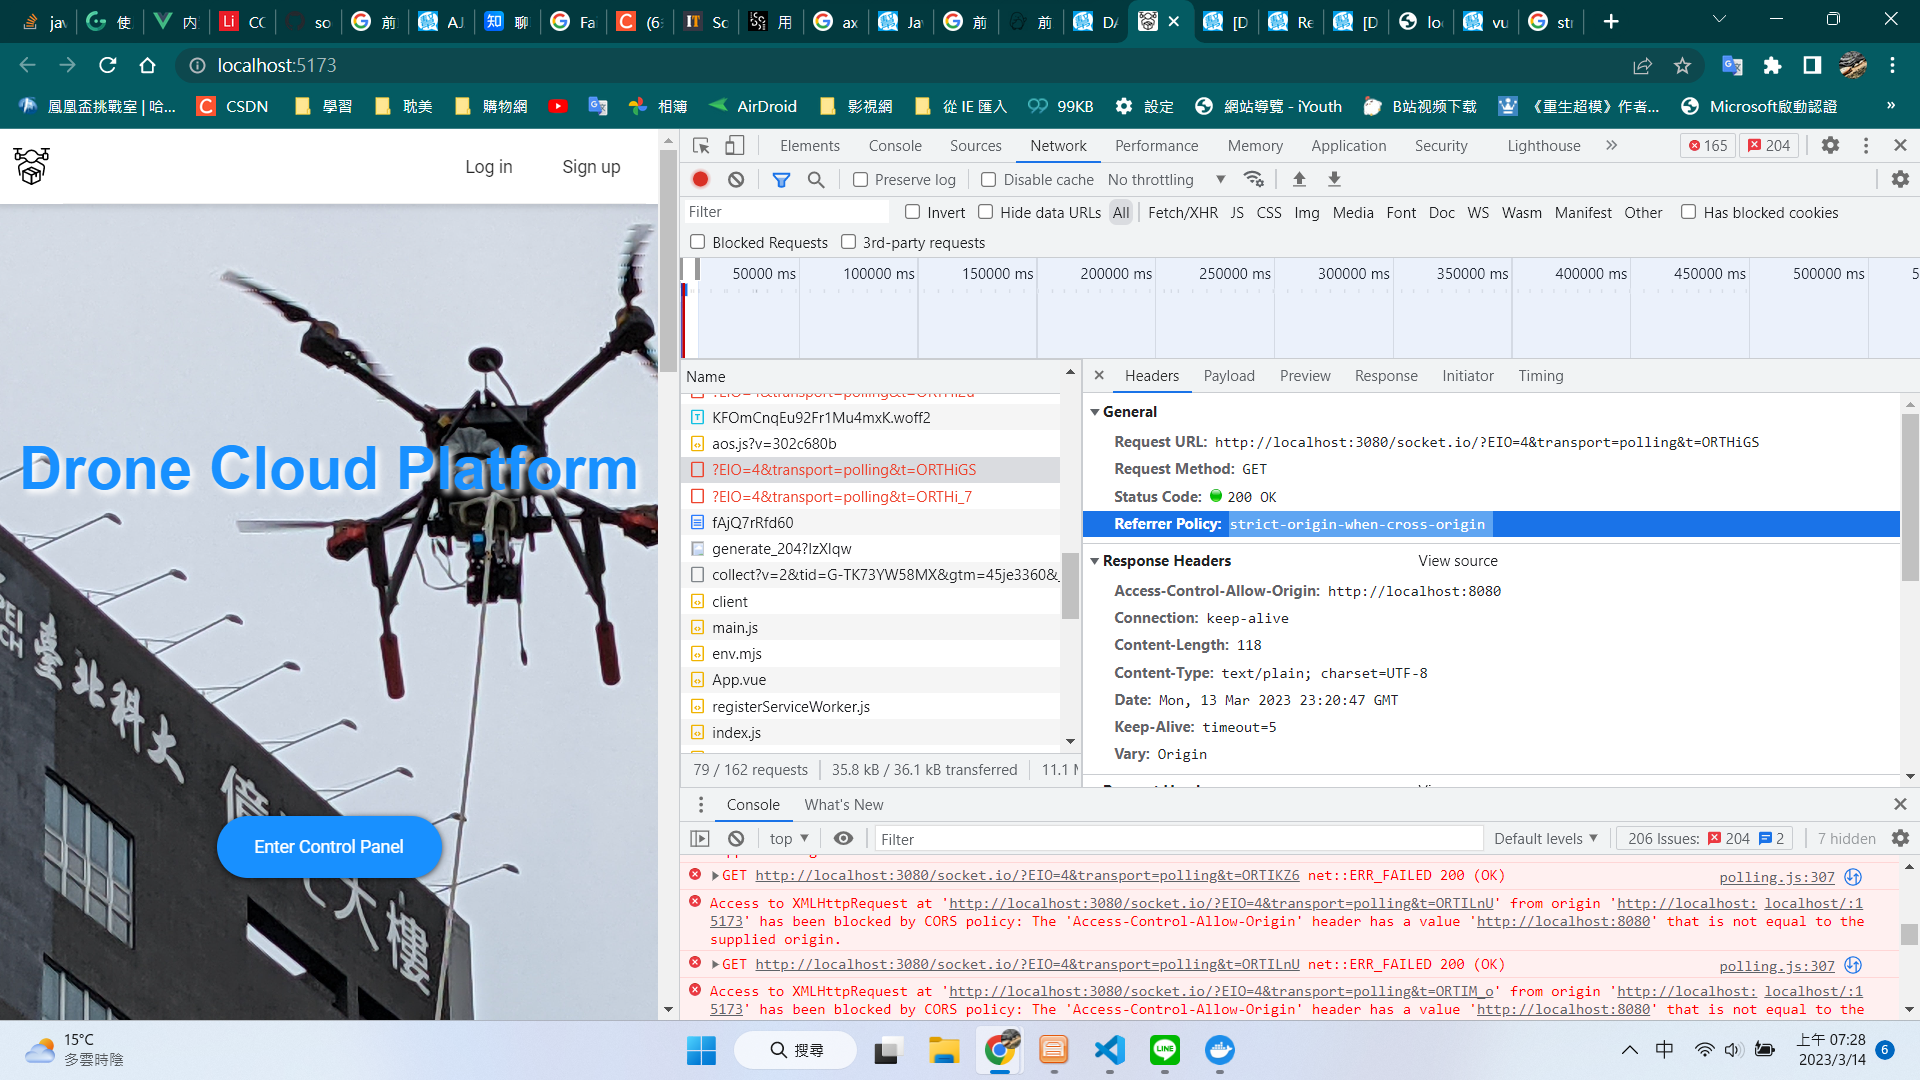 jav
使
内
CC
so
前
AJ
聊
Fai
(6
Sc
用
ax
Ja
前
前
DA
[D
Re
[D
loc
vu
str
localhost:5173
鳳凰盃挑戰室 | 哈...
CSDN
學習
耽美
購物網
相簿
AirDroid
影視網
從 IE 匯入
99KB
設定
網站導覽 - iYouth
B站视频下载
《重生超模》作者...
Microsoft啟動認證
»
Log in
Sign up
Drone Cloud Platform
臺北科大
億光大樓
Enter Control Panel
Elements
Console
Sources
Network
Performance
Memory
Application
Security
Lighthouse
»
165
204
Preserve log
Disable cache
No throttling
Filter
Invert
Hide data URLs
All
Fetch/XHR
JS
CSS
Img
Media
Font
Doc
WS
Wasm
Manifest
Other
Has blocked cookies
Blocked Requests
3rd-party requests
50000 ms
100000 ms
150000 ms
200000 ms
250000 ms
300000 ms
350000 ms
400000 ms
450000 ms
500000 ms
Name
KFOmCnqEu92Fr1Mu4mxK.woff2
aos.js?v=302c680b
?EIO=4&transport=polling&t=ORTHiGS
?EIO=4&transport=polling&t=ORTHi_7
fAjQ7rRfd60
generate_204?IzXlqw
collect?v=2&tid=G-TK73YW58MX&gtm=45je3360&_
client
main.js
env.mjs
App.vue
registerServiceWorker.js
index.js
79 / 162 requests
35.8 kB / 36.1 kB transferred
11.1 M
Headers
Payload
Preview
Response
Initiator
Timing
General
Request URL: http://localhost:3080/socket.io/?EIO=4&transport=polling&t=ORTHiGS
Request Method: GET
Status Code: 200 OK
Referrer Policy: strict-origin-when-cross-origin
Response Headers
View source
Access-Control-Allow-Origin: http://localhost:8080
Connection: keep-alive
Content-Length: 118
Content-Type: text/plain; charset=UTF-8
Date: Mon, 13 Mar 2023 23:20:47 GMT
Keep-Alive: timeout=5
Vary: Origin
Console
What's New
top
Filter
Default levels
206 Issues: 204 2
7 hidden
GET http://localhost:3080/socket.io/?EIO=4&transport=polling&t=ORTIKZ6 net::ERR_FAILED 200 (OK)
polling.js:307
Access to XMLHttpRequest at 'http://localhost:3080/socket.io/?EIO=4&transport=polling&t=ORTILnU' from origin 'http://localhost: localhost/:1
5173' has been blocked by CORS policy: The 'Access-Control-Allow-Origin' header has a value 'http://localhost:8080' that is not equal to the
supplied origin.
GET http://localhost:3080/socket.io/?EIO=4&transport=polling&t=ORTILnU net::ERR_FAILED 200 (OK)
polling.js:307
Access to XMLHttpRequest at 'http://localhost:3080/socket.io/?EIO=4&transport=polling&t=ORTIM_o' from origin 'http://localhost: localhost/:1
5173' has been blocked by CORS policy: The 'Access-Control-Allow-Origin' header has a value 'http://localhost:8080' that is not equal to the
15°C
多雲時陰
搜尋
中
上午 07:28
2023/3/14
6